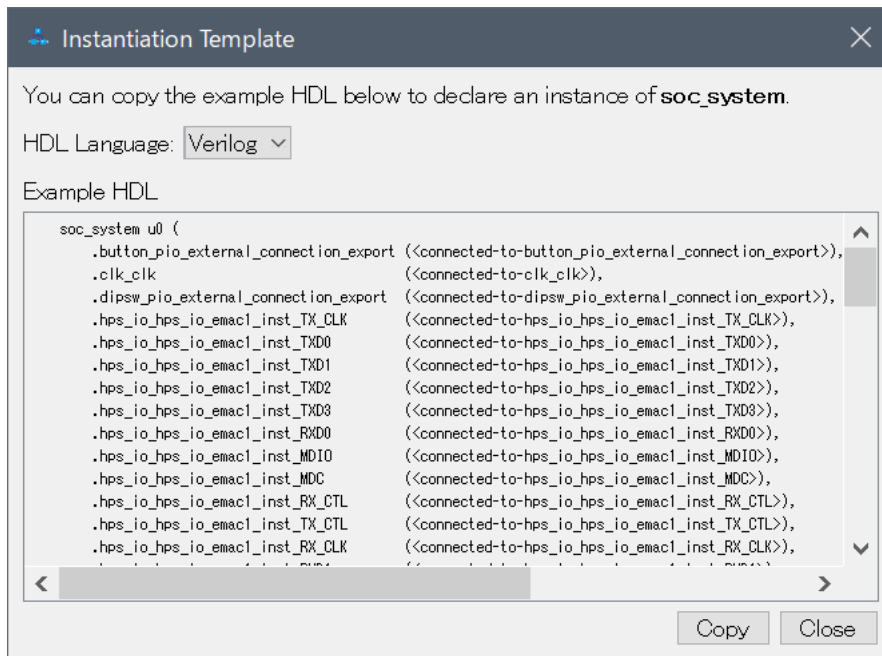 Instantiation Template
You can copy the example HDL below to declare an instance of soc_system.
HDL Language: Verilog
Example HDL
soc_system u0 (
.button_pio_external_connection_export (<connected-to-button_pio_external_connection_export>),
.clk_clk (<connected-to-clk_clk>),
.dipsw_pio_external_connection_export (<connected-to-dipsw_pio_external_connection_export>),
.hps_io_hps_io_emac1_inst_TX_CLK (<connected-to-hps_io_hps_io_emac1_inst_TX_CLK>),
.hps_io_hps_io_emac1_inst_TXD0 (<connected-to-hps_io_hps_io_emac1_inst_TXD0>),
.hps_io_hps_io_emac1_inst_TXD1 (<connected-to-hps_io_hps_io_emac1_inst_TXD1>),
.hps_io_hps_io_emac1_inst_TXD2 (<connected-to-hps_io_hps_io_emac1_inst_TXD2>),
.hps_io_hps_io_emac1_inst_TXD3 (<connected-to-hps_io_hps_io_emac1_inst_TXD3>),
.hps_io_hps_io_emac1_inst_RXD0 (<connected-to-hps_io_hps_io_emac1_inst_RXD0>),
.hps_io_hps_io_emac1_inst_MDIO (<connected-to-hps_io_hps_io_emac1_inst_MDIO>),
.hps_io_hps_io_emac1_inst_MDC (<connected-to-hps_io_hps_io_emac1_inst_MDC>),
.hps_io_hps_io_emac1_inst_RX_CTL (<connected-to-hps_io_hps_io_emac1_inst_RX_CTL>),
.hps_io_hps_io_emac1_inst_TX_CTL (<connected-to-hps_io_hps_io_emac1_inst_TX_CTL>),
.hps_io_hps_io_emac1_inst_RX_CLK (<connected-to-hps_io_hps_io_emac1_inst_RX_CLK>),
Copy Close